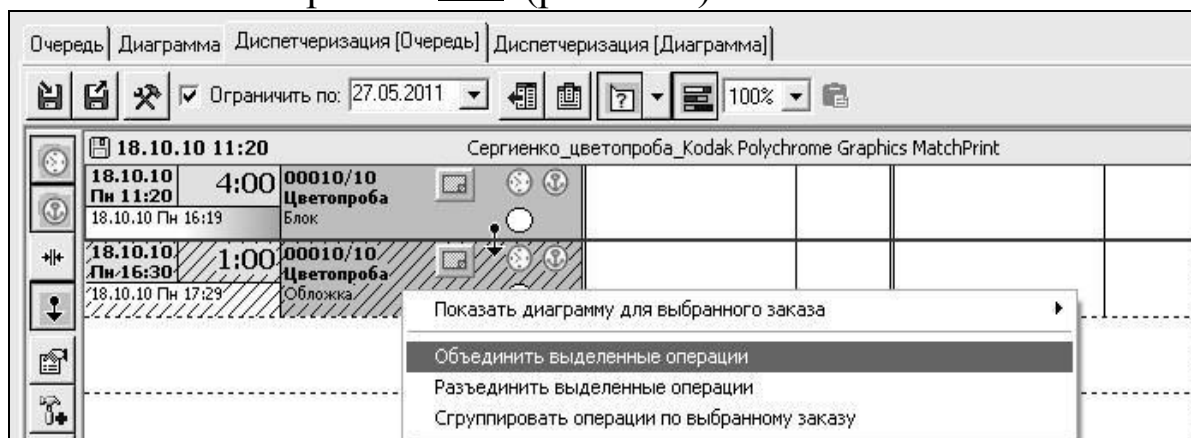 Очередь Диаграмма Диспетчеризация [Очередь] Диспетчеризация [Диаграмма]
Ограничить по: 27.05.2011 100%
18.10.10 11:20 Сергиенко_цветопроба_Kodak Polychrome Graphics MatchPrint
18.10.10 4:00 00010/10
Пн 11:20 Цветопроба
18.10.10 Пн 16:19 Блок
18.10.10 1:00 00010/10
Пн 16:30 Цветопроба
18.10.10 Пн 17:29 Обложка
Показать диаграмму для выбранного заказа
Объединить выделенные операции
Разъединить выделенные операции
Сгруппировать операции по выбранному заказу